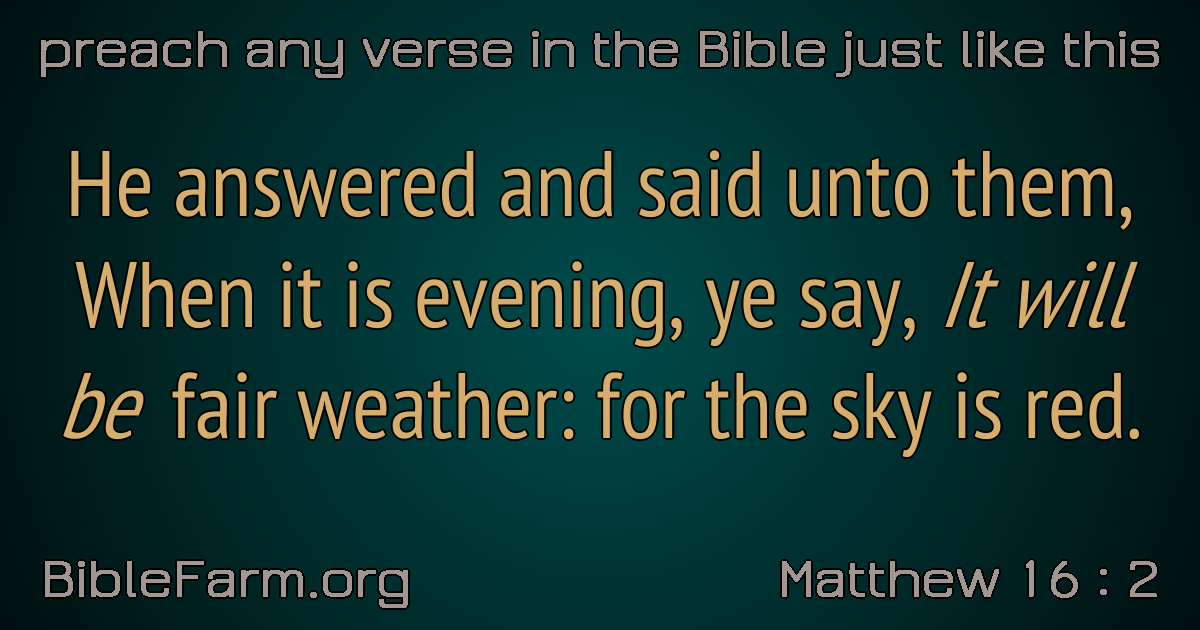 preach any verse in the Bible just like this
He answered and said unto them,
When it is evening, ye say, It will
be fair weather: for the sky is red.
BibleFarm.org
Matthew 16 : 2